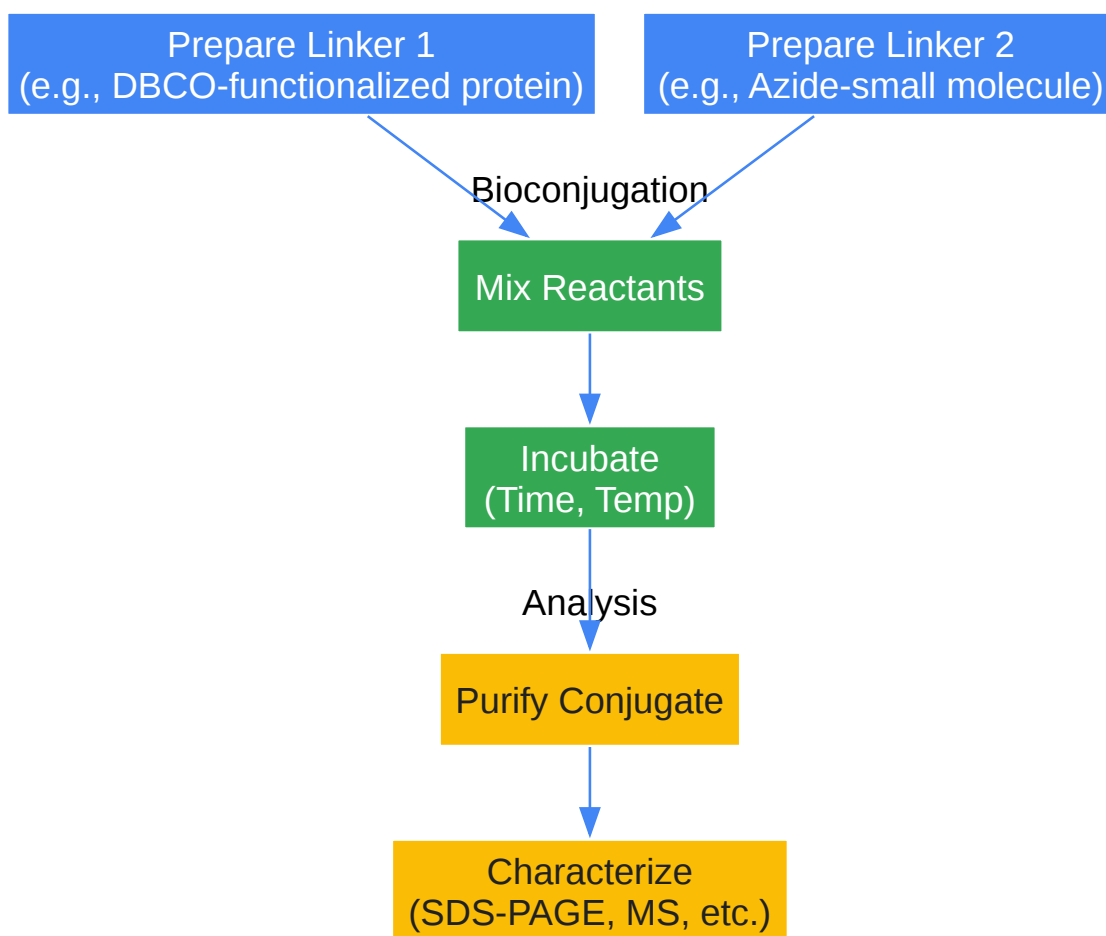 Prepare Linker 1
(e.g., DBCO-functionalized protein)
Prepare Linker 2
(e.g., Azide-small molecule)
Bioconjugation
Mix Reactants
Incubate
(Time, Temp)
Analysis
Purify Conjugate
Characterize
(SDS-PAGE, MS, etc.)